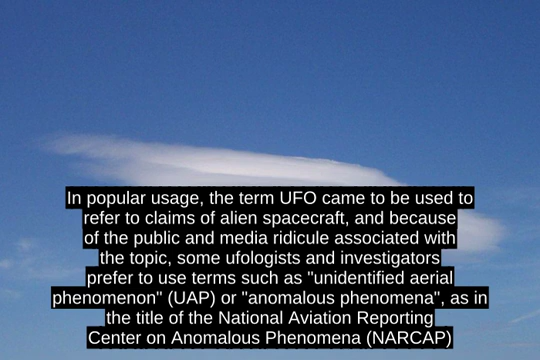 In popular usage, the term UFO came to be used to
refer to claims of alien spacecraft, and because
of the public and media ridicule associated with
the topic, some ufologists and investigators
prefer to use terms such as "unidentified aerial
phenomenon" (UAP) or "anomalous phenomena", as in
the title of the National Aviation Reporting
Center on Anomalous Phenomena (NARCAP)